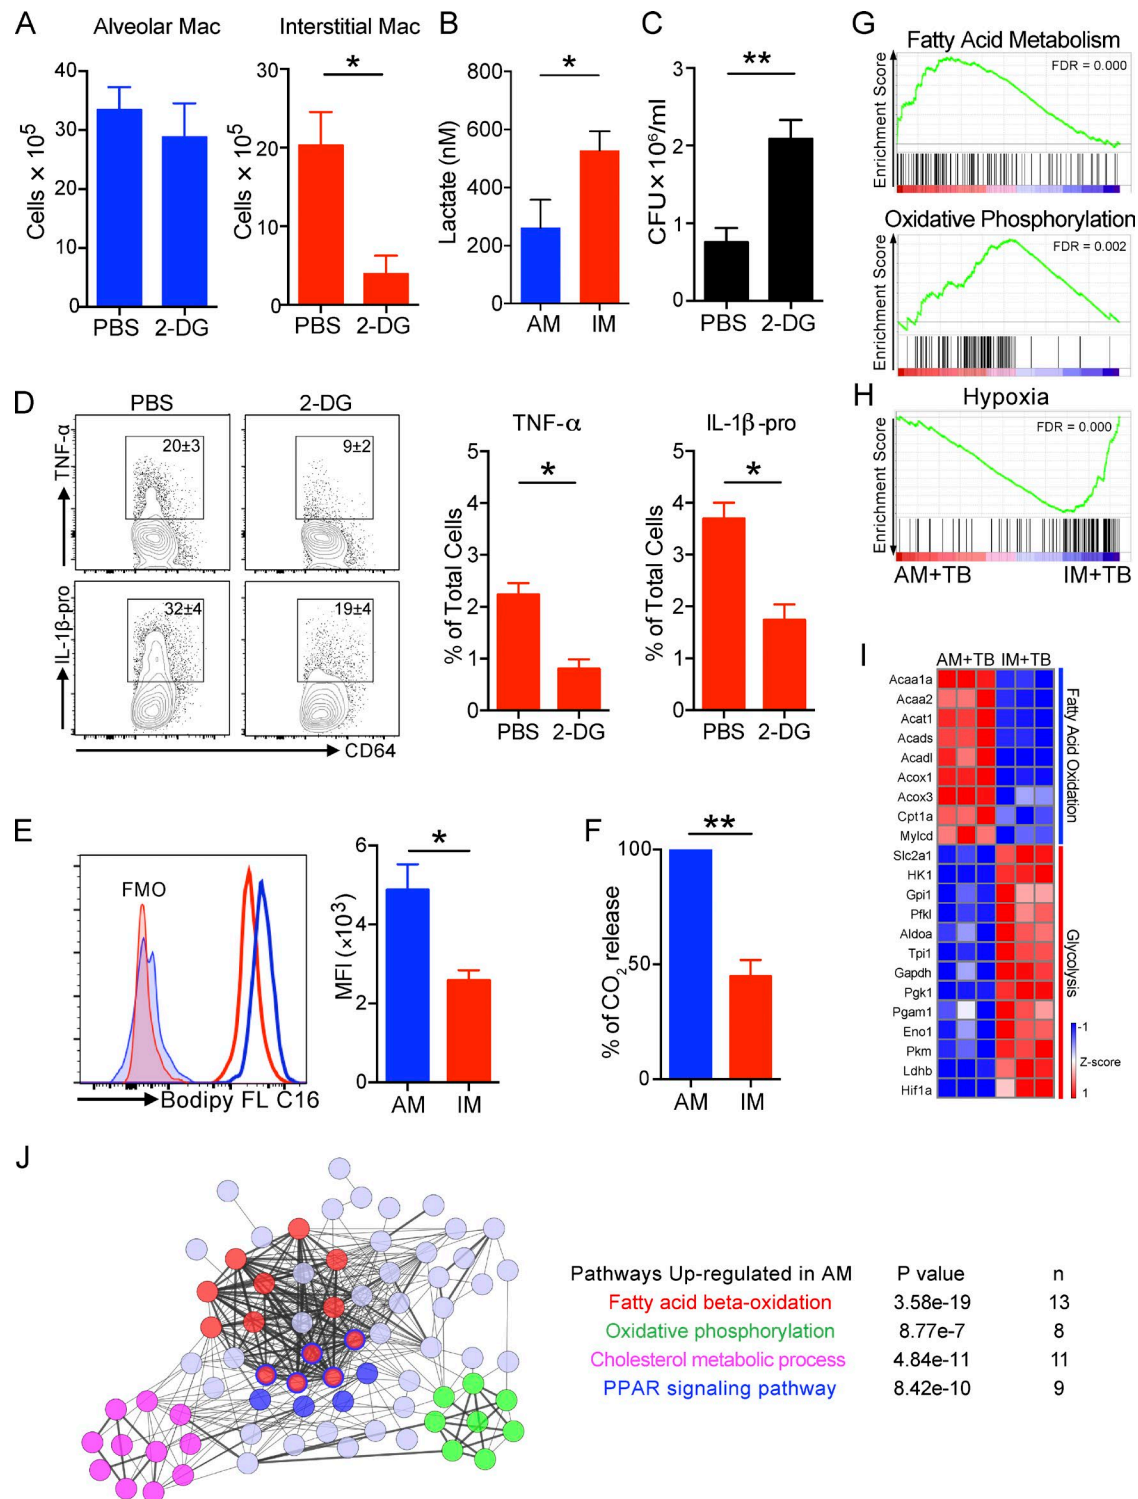 A
Alveolar Mac
Interstitial Mac
Cells × 10⁵
40
30
20
10
0
PBS 2-DG
*
Cells × 10⁵
30
20
10
0
PBS 2-DG
B
*
Lactate (nM)
800
600
400
200
0
AM IM
C
**
CFU×10⁶/ml
3
2
1
0
PBS 2-DG
D
PBS 2-DG
TNF-α
20±3
9±2
IL-1β-pro
32±4
19±4
CD64
TNF-α
*
% of Total Cells
5
4
3
2
1
0
PBS 2-DG
IL-1β-pro
*
% of Total Cells
5
4
3
2
1
0
PBS 2-DG
E
FMO
Bodipy FL C16
*
MFI (×10³)
6
4
2
0
AM IM
F
**
% of CO₂ release
100
50
0
AM IM
G
Fatty Acid Metabolism
FDR = 0.000
Enrichment Score
Oxidative Phosphorylation
FDR = 0.002
Enrichment Score
H
Hypoxia
FDR = 0.000
Enrichment Score
AM+TB IM+TB
I
AM+TB IM+TB
Acaa1a
Acaa2
Acat1
Acads
Acadl
Acox1
Acox3
Cpt1a
Mylcd
Slc2a1
HK1
Gpi1
Pfkl
Aldoa
Tpi1
Gapdh
Pgk1
Pgam1
Eno1
Pkm
Ldhb
Hif1a
Fatty Acid Oxidation
Glycolysis
-1
Z-score
1
J
Pathways Up-regulated in AM P value n
Fatty acid beta-oxidation 3.58e-19 13
Oxidative phosphorylation 8.77e-7 8
Cholesterol metabolic process 4.84e-11 11
PPAR signaling pathway 8.42e-10 9